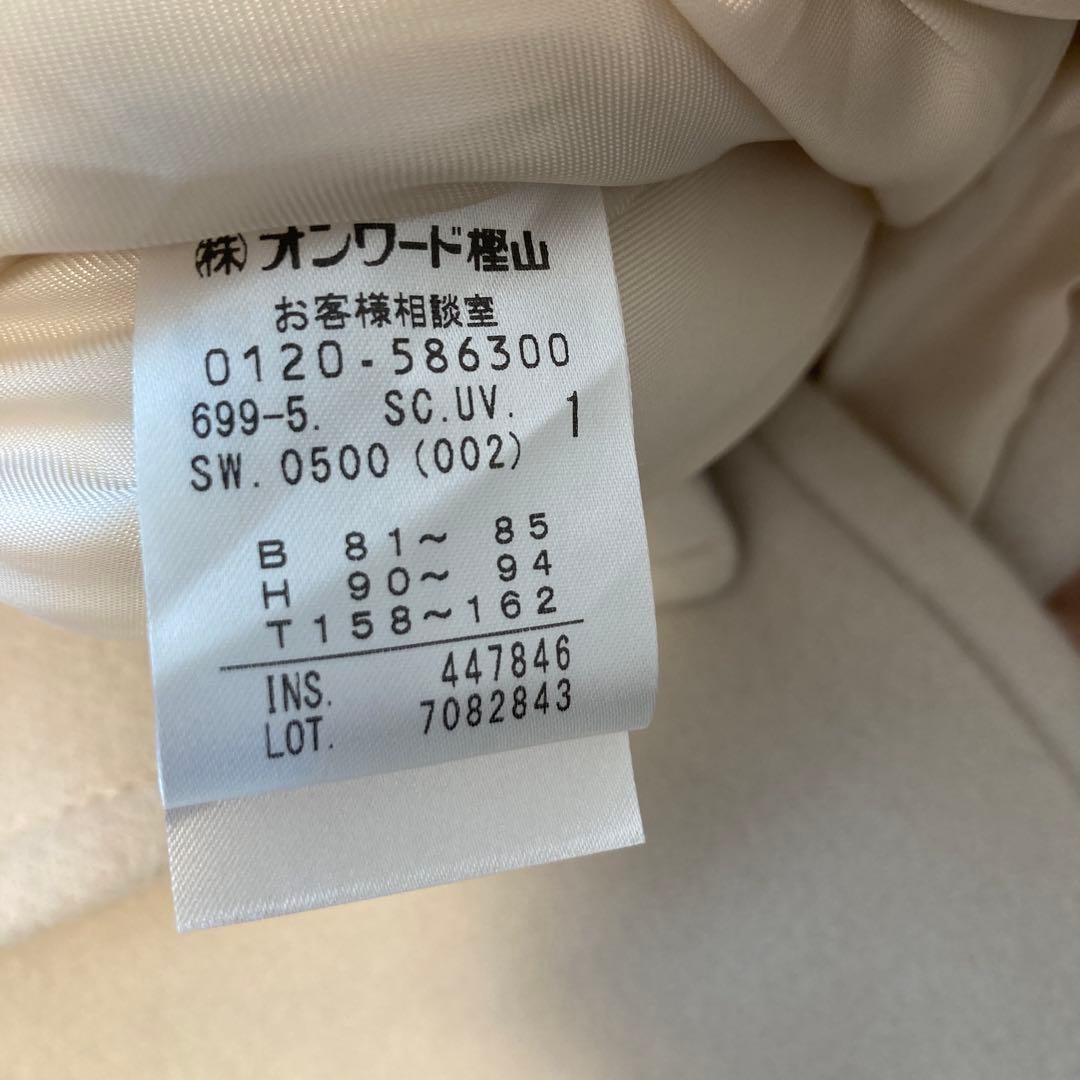 ㈱オンワード樫山
お客様相談室
0120-586300
699-5. SC.UV. 1
SW. 0500 (002)
B 81~ 85
H 90~ 94
T158~162
INS. 447846
LOT. 7082843